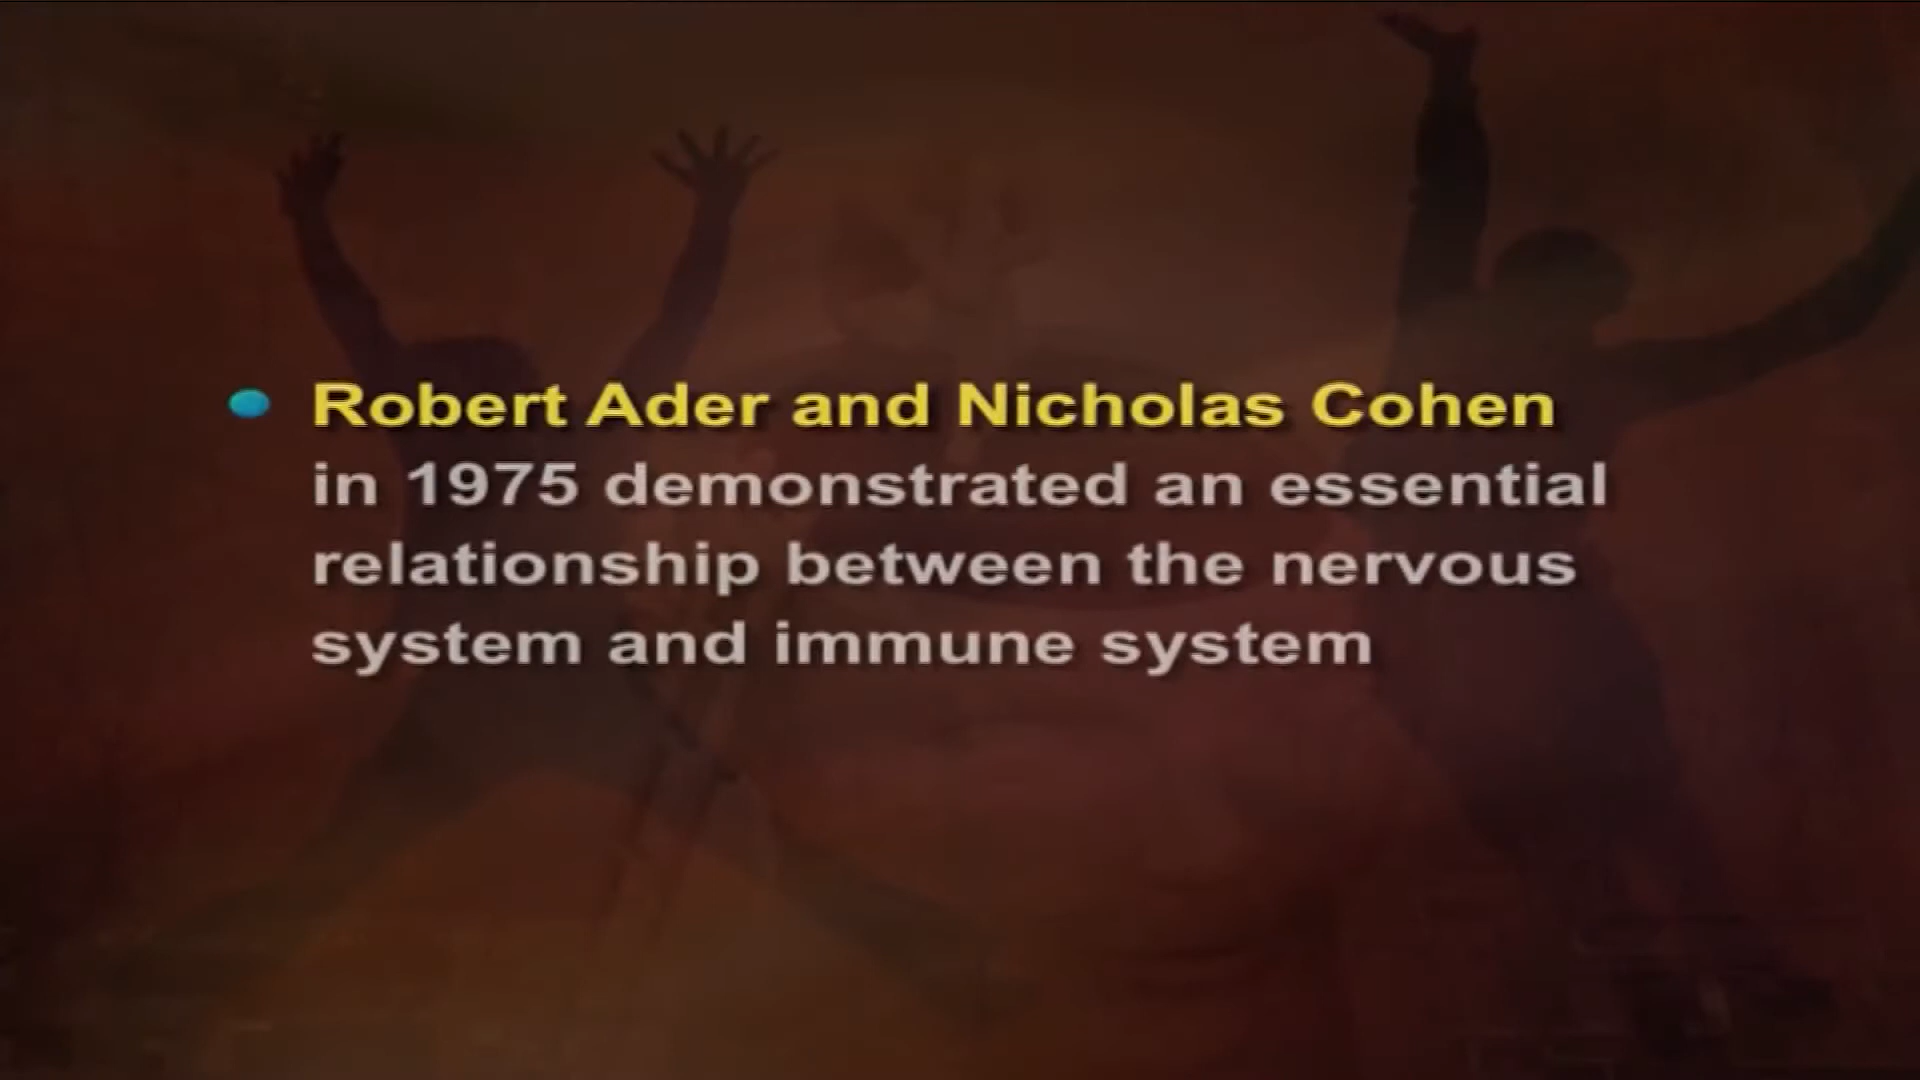 Robert Ader and Nicholas Cohen
in 1975 demonstrated an essential
relationship between the nervous
system and immune system